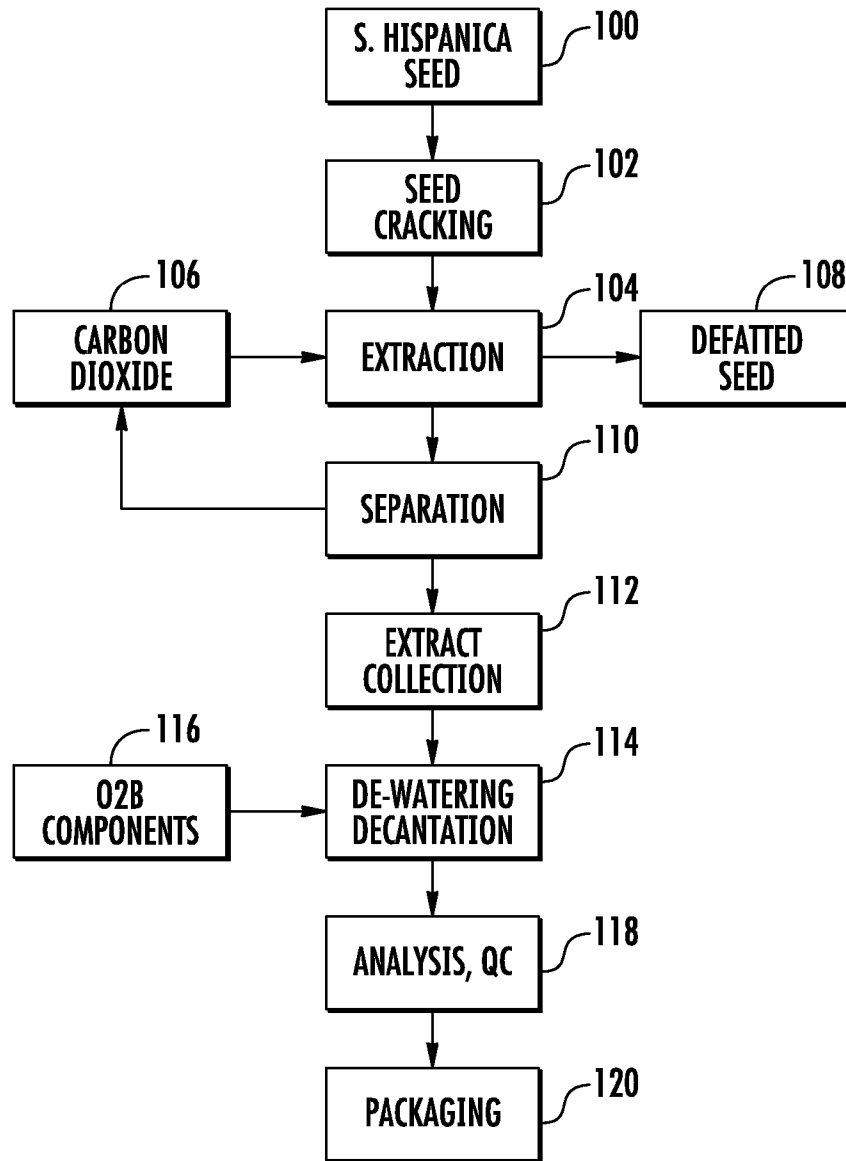 S. HISPANICA
SEED
100
SEED
CRACKING
102
106
CARBON
DIOXIDE
EXTRACTION
104
108
DEFATTED
SEED
SEPARATION
110
EXTRACT
COLLECTION
112
116
O2B
COMPONENTS
DE-WATERING
DECANTATION
114
ANALYSIS, QC
118
PACKAGING
120